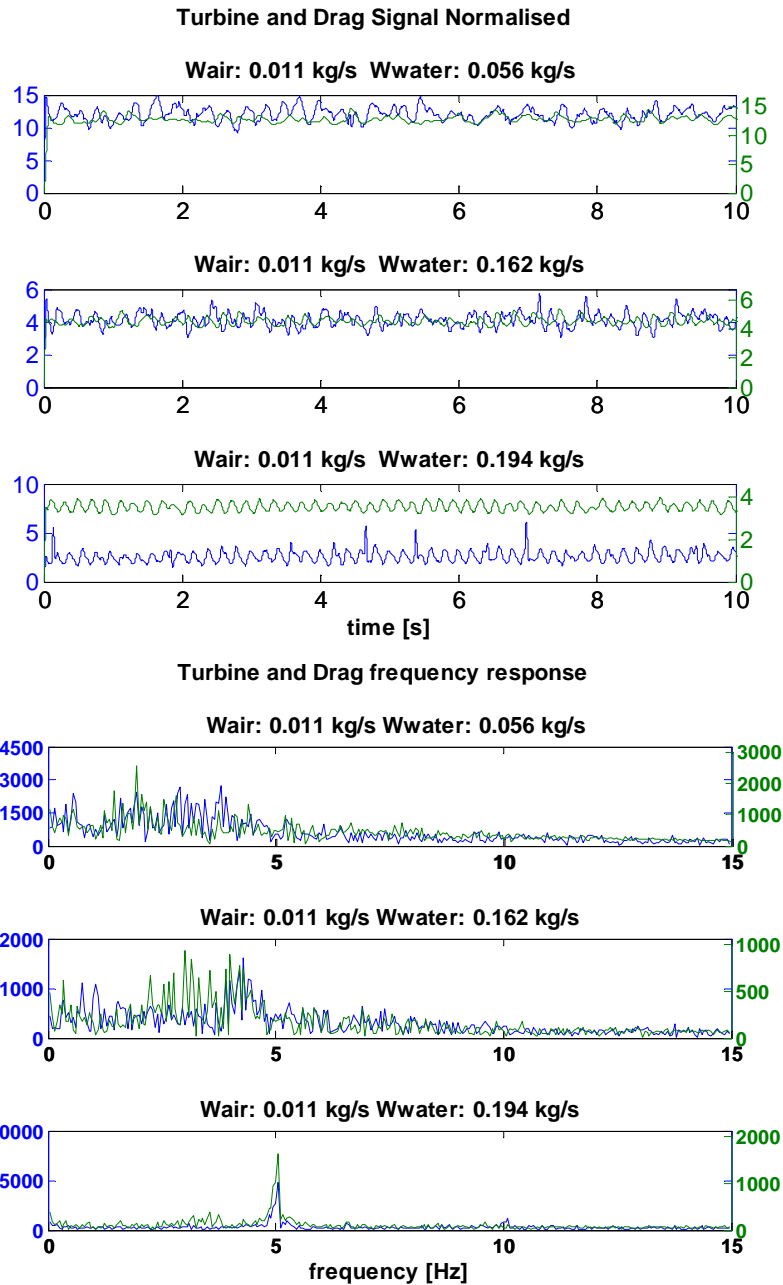 Turbine and Drag Signal Normalised
Wair: 0.011 kg/s Wwater: 0.056 kg/s
15
10
5
0
15
10
5
0
0 2 4 6 8 10
Wair: 0.011 kg/s Wwater: 0.162 kg/s
6
4
2
0
6
4
2
0
0 2 4 6 8 10
Wair: 0.011 kg/s Wwater: 0.194 kg/s
10
5
0
4
2
0
0 2 4 6 8 10
time [s]
Turbine and Drag frequency response
Wair: 0.011 kg/s Wwater: 0.056 kg/s
4500
3000
1500
0
3000
2000
1000
0
0 5 10 15
Wair: 0.011 kg/s Wwater: 0.162 kg/s
2000
1000
0
1000
500
0
0 5 10 15
Wair: 0.011 kg/s Wwater: 0.194 kg/s
0000
5000
0
2000
1000
0
0 5 10 15
frequency [Hz]